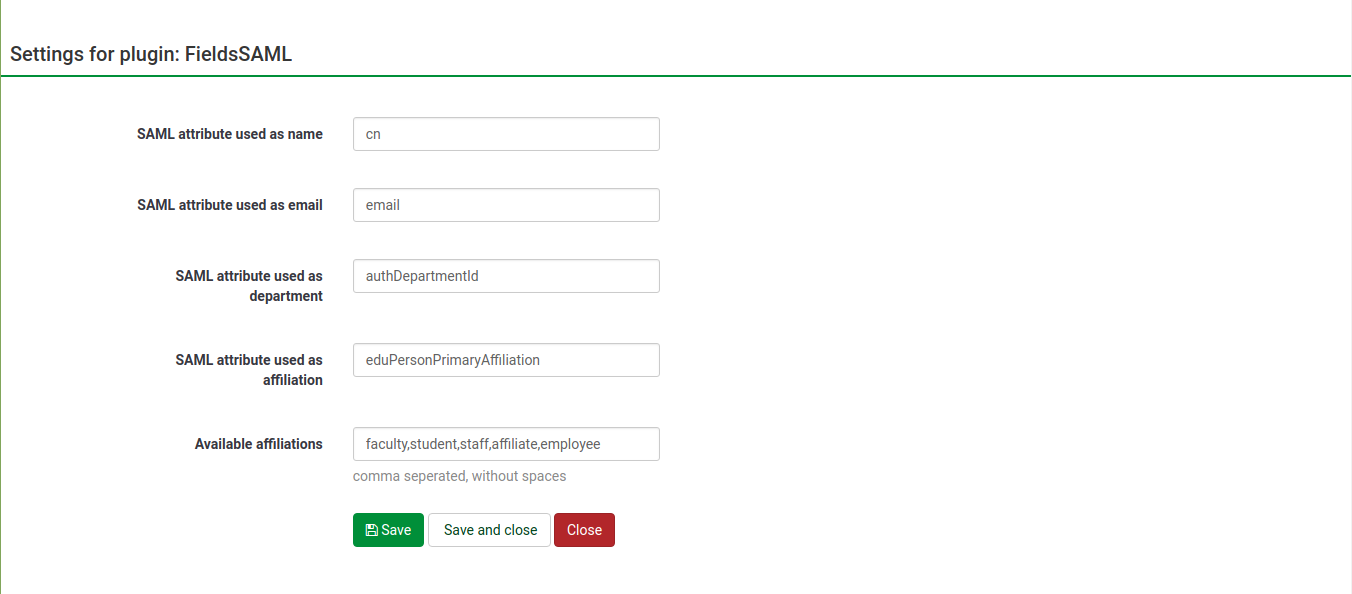 Settings for plugin: FieldsSAML
SAML attribute used as name
cn
SAML attribute used as email
email
SAML attribute used as
department
authDepartmentId
SAML attribute used as
affiliation
eduPersonPrimaryAffiliation
Available affiliations
faculty,student,staff,affiliate,employee
comma seperated, without spaces
Save
Save and close
Close